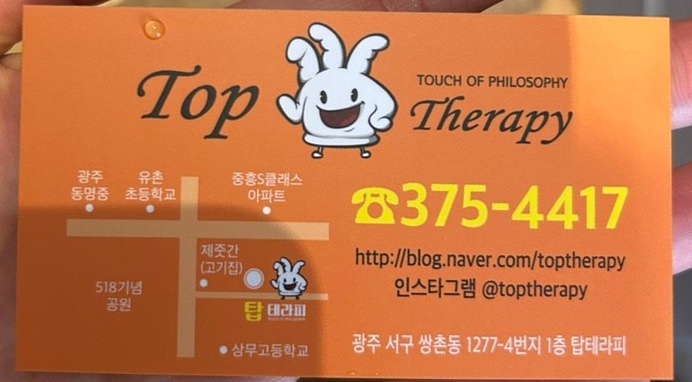 Top
TOUCH OF PHILOSOPHY
Therapy
☎375-4417
http://blog.naver.com/toptherapy
인스타그램 @toptherapy
광주 서구 쌍촌동 1277-4번지 1층 탑테라피
광주
동명중
유촌
초등학교
중흥S클래스
아파트
제줏간
(고기집)
518기념
공원
탑 테라피
상무고등학교